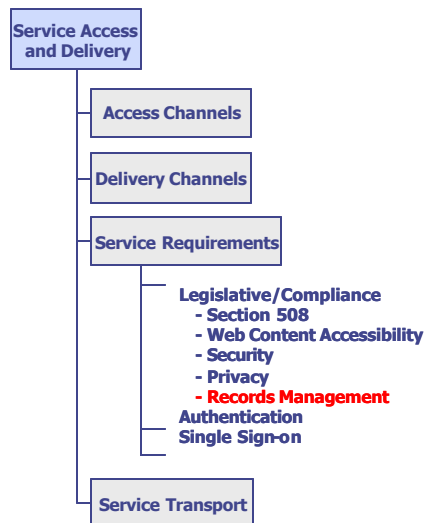 Service Access
and Delivery
Access Channels
Delivery Channels
Service Requirements
Legislative/Compliance
- Section 508
- Web Content Accessibility
- Security
- Privacy
- Records Management
Authentication
Single Sign-on
Service Transport